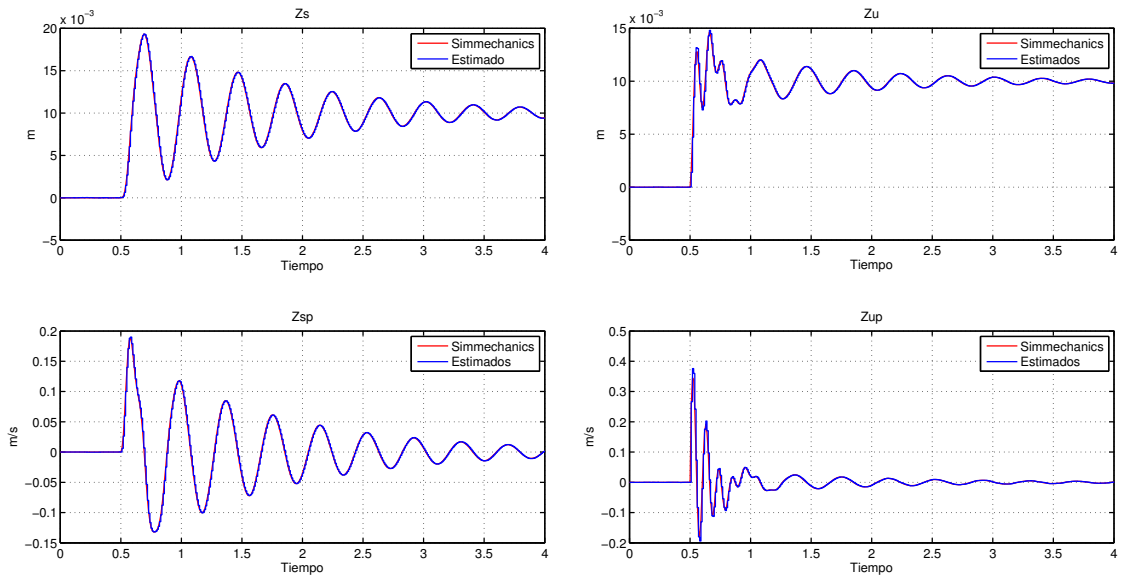 Zs
x 10⁻³
20
15
10
5
0
−5
m
0 0.5 1 1.5 2 2.5 3 3.5 4
Tiempo
Simmechanics
Estimado
Zu
x 10⁻³
15
10
5
0
−5
m
0 0.5 1 1.5 2 2.5 3 3.5 4
Tiempo
Simmechanics
Estimados
Zsp
0.2
0.15
0.1
0.05
0
−0.05
−0.1
−0.15
m/s
0 0.5 1 1.5 2 2.5 3 3.5 4
Tiempo
Simmechanics
Estimados
Zup
0.5
0.4
0.3
0.2
0.1
0
−0.1
−0.2
m/s
0 0.5 1 1.5 2 2.5 3 3.5 4
Tiempo
Simmechanics
Estimados